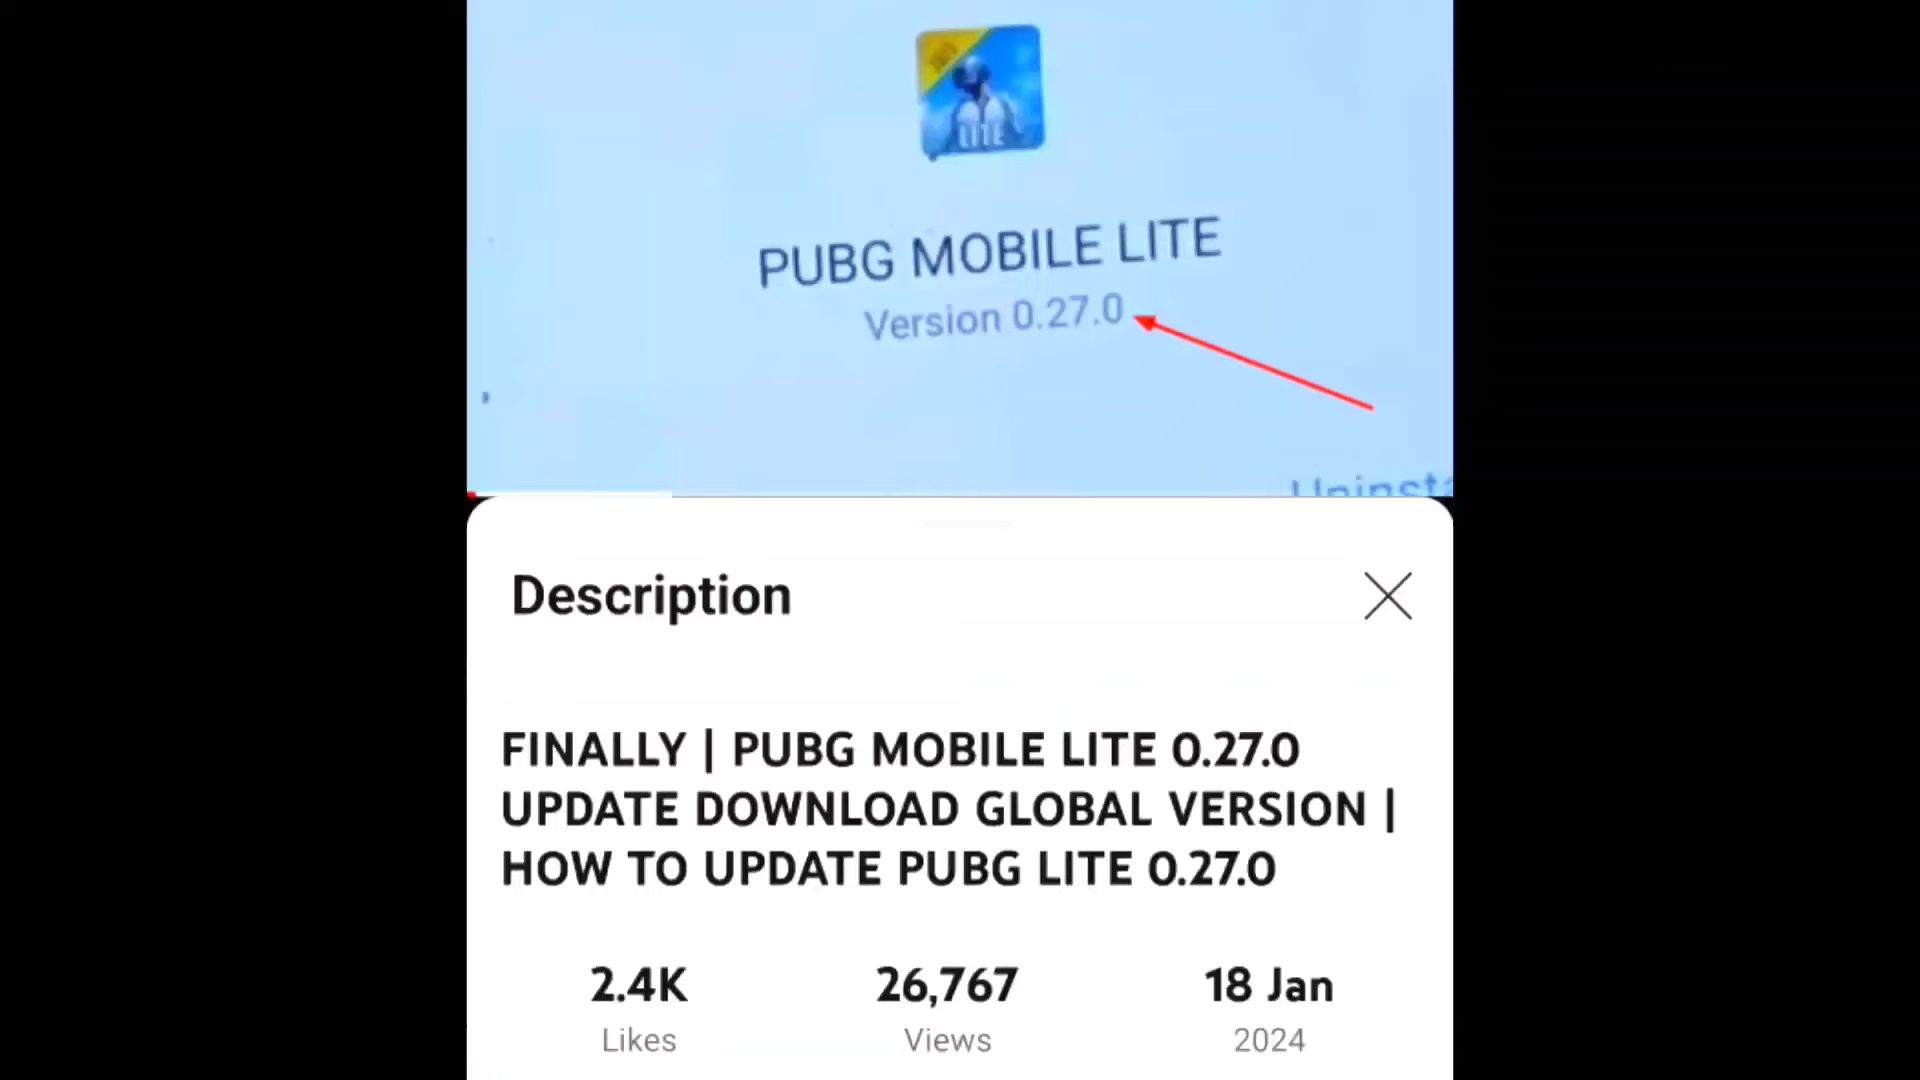 LITE
PUBG MOBILE LITE
Version 0.27.0
Description
FINALLY | PUBG MOBILE LITE 0.27.0
UPDATE DOWNLOAD GLOBAL VERSION |
HOW TO UPDATE PUBG LITE 0.27.0
2.4K 26,767 18 Jan
Likes Views 2024